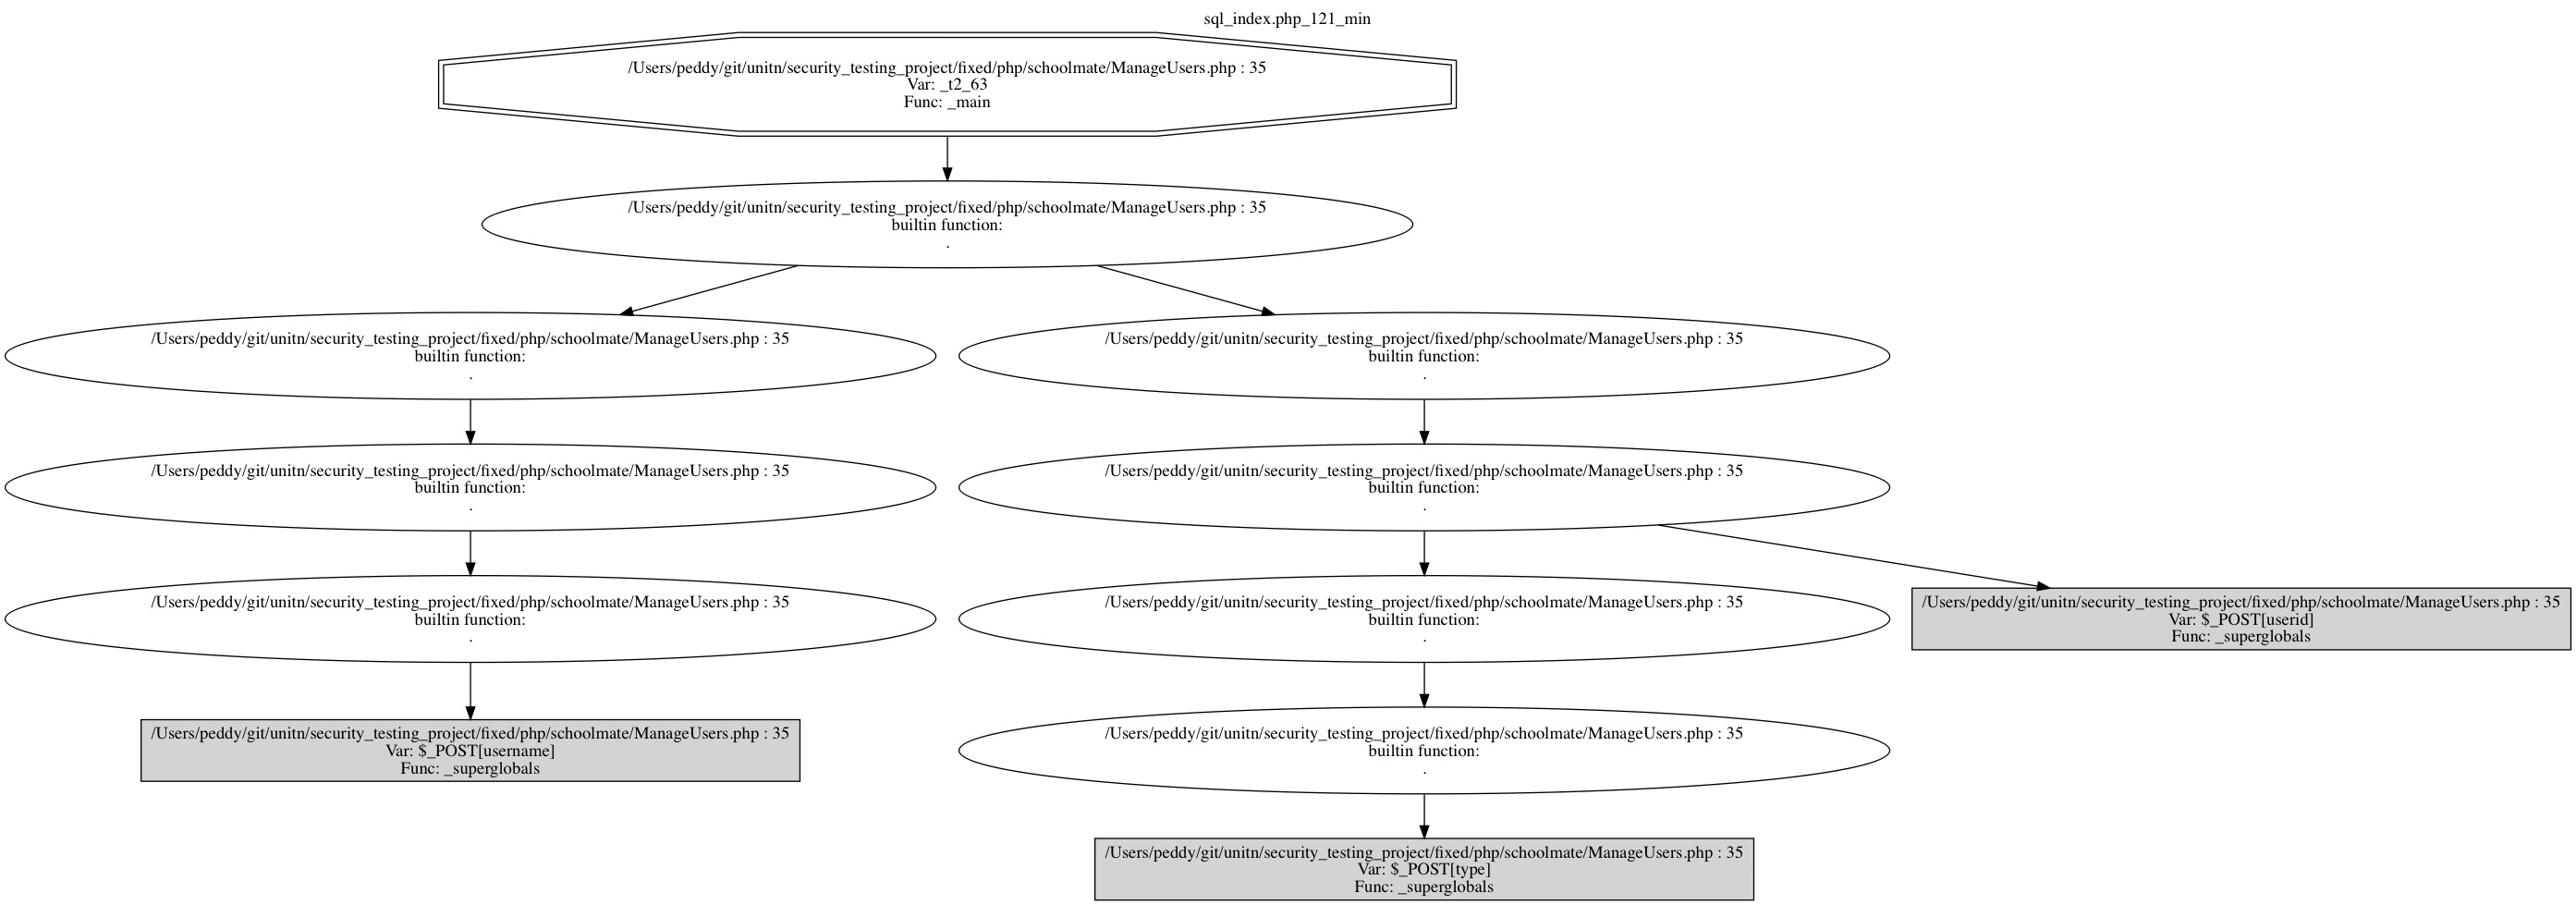 sql_index.php_121_min
/Users/peddy/git/unitn/security_testing_project/fixed/php/schoolmate/ManageUsers.php : 35
Var: _t2_63
Func: _main
/Users/peddy/git/unitn/security_testing_project/fixed/php/schoolmate/ManageUsers.php : 35
builtin function:
.
/Users/peddy/git/unitn/security_testing_project/fixed/php/schoolmate/ManageUsers.php : 35
builtin function:
.
/Users/peddy/git/unitn/security_testing_project/fixed/php/schoolmate/ManageUsers.php : 35
builtin function:
.
/Users/peddy/git/unitn/security_testing_project/fixed/php/schoolmate/ManageUsers.php : 35
builtin function:
.
/Users/peddy/git/unitn/security_testing_project/fixed/php/schoolmate/ManageUsers.php : 35
builtin function:
.
/Users/peddy/git/unitn/security_testing_project/fixed/php/schoolmate/ManageUsers.php : 35
builtin function:
.
/Users/peddy/git/unitn/security_testing_project/fixed/php/schoolmate/ManageUsers.php : 35
builtin function:
.
/Users/peddy/git/unitn/security_testing_project/fixed/php/schoolmate/ManageUsers.php : 35
Var: $_POST[userid]
Func: _superglobals
/Users/peddy/git/unitn/security_testing_project/fixed/php/schoolmate/ManageUsers.php : 35
Var: $_POST[username]
Func: _superglobals
/Users/peddy/git/unitn/security_testing_project/fixed/php/schoolmate/ManageUsers.php : 35
builtin function:
.
/Users/peddy/git/unitn/security_testing_project/fixed/php/schoolmate/ManageUsers.php : 35
Var: $_POST[type]
Func: _superglobals